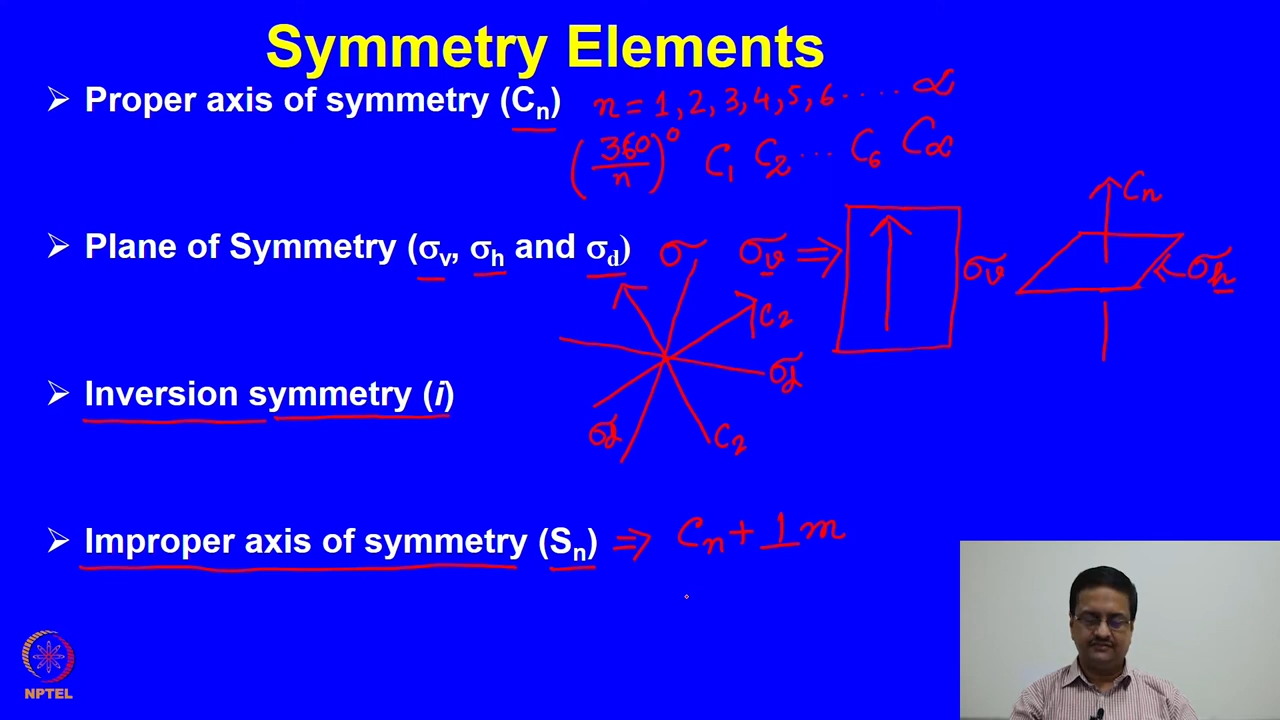 Symmetry Elements
➢ Proper axis of symmetry (Cn) n = 1, 2, 3, 4, 5, 6 .... ∝
(360/n)° C1 C2 ... C6 C∝
Cn
➢ Plane of Symmetry (σv, σh and σd) σ σv ⇒ σv σh
C2
σd
➢ Inversion symmetry (i)
σd C2
➢ Improper axis of symmetry (Sn) ⇒ Cn + ⊥ m
NPTEL